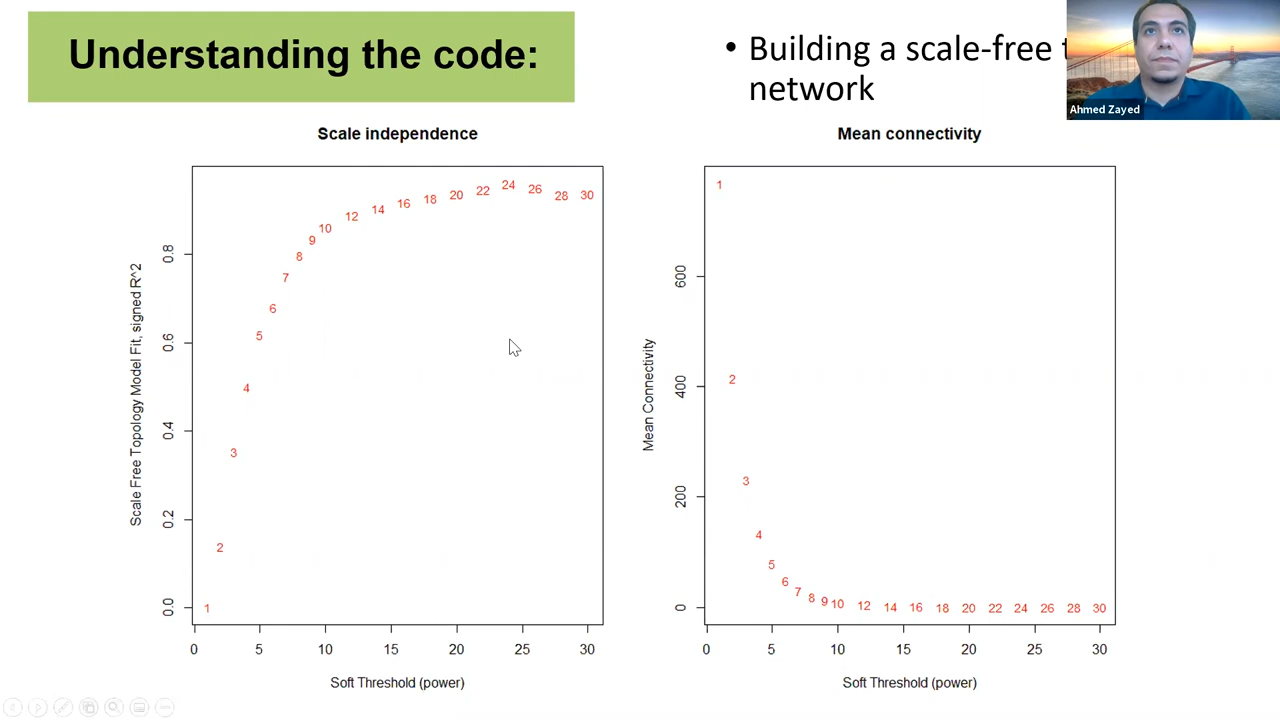 Understanding the code:
• Building a scale-free
network
Ahmed Zayed
Scale independence
Scale Free Topology Model Fit, signed R^2
0.0 0.2 0.4 0.6 0.8
1 2 3 4 5 6 7 8 9 10 12 14 16 18 20 22 24 26 28 30
0 5 10 15 20 25 30
Soft Threshold (power)
Mean connectivity
Mean Connectivity
0 200 400 600
1 2 3 4 5 6 7 8 9 10 12 14 16 18 20 22 24 26 28 30
0 5 10 15 20 25 30
Soft Threshold (power)